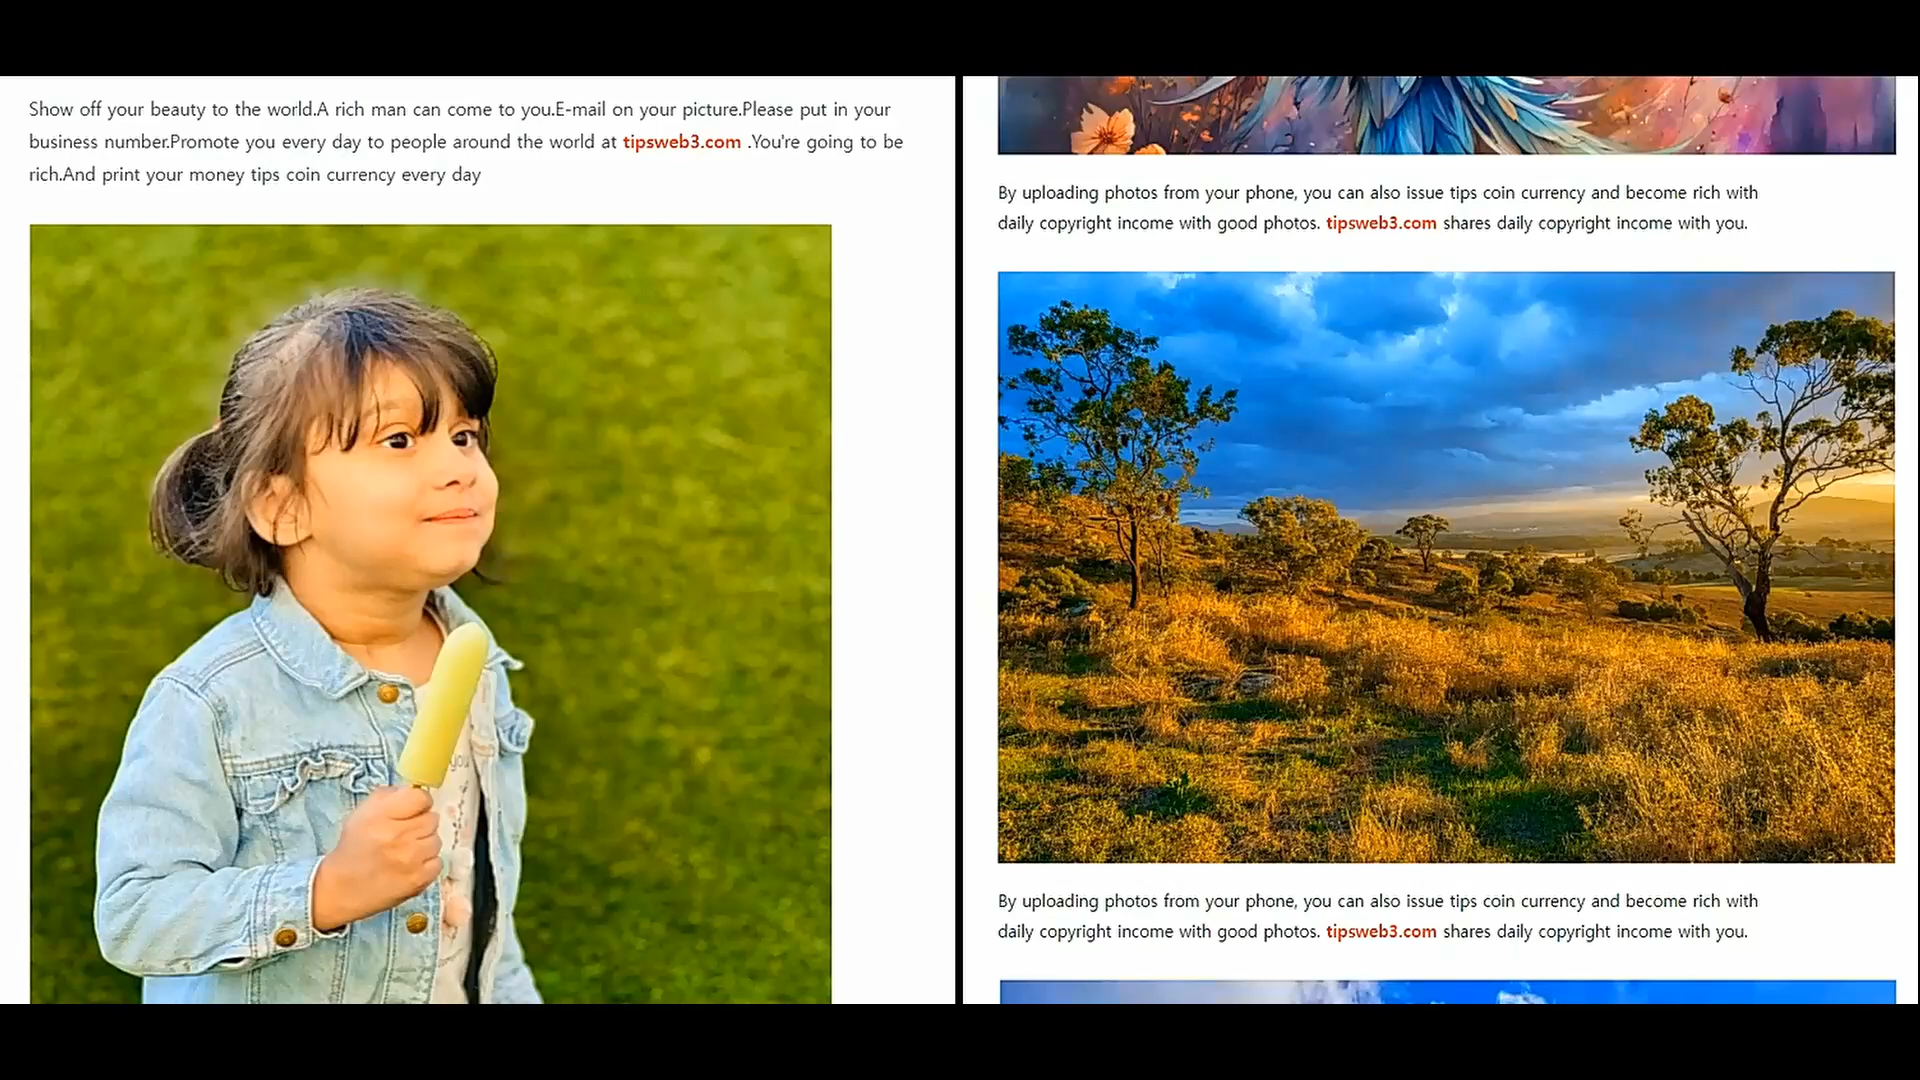 Show off your beauty to the world.A rich man can come to you.E-mail on your picture.Please put in your
business number.Promote you every day to people around the world at tipsweb3.com .You're going to be
rich.And print your money tips coin currency every day
you
By uploading photos from your phone, you can also issue tips coin currency and become rich with
daily copyright income with good photos. tipsweb3.com shares daily copyright income with you.
By uploading photos from your phone, you can also issue tips coin currency and become rich with
daily copyright income with good photos. tipsweb3.com shares daily copyright income with you.